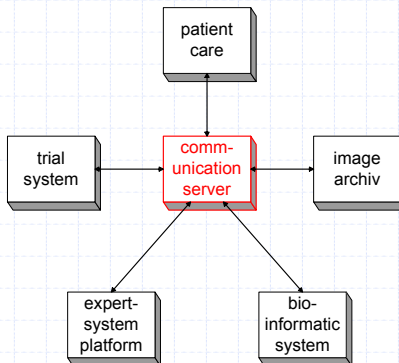 patient
care
trial
system
comm-
unication
server
image
archiv
expert-
system
platform
bio-
informatic
system